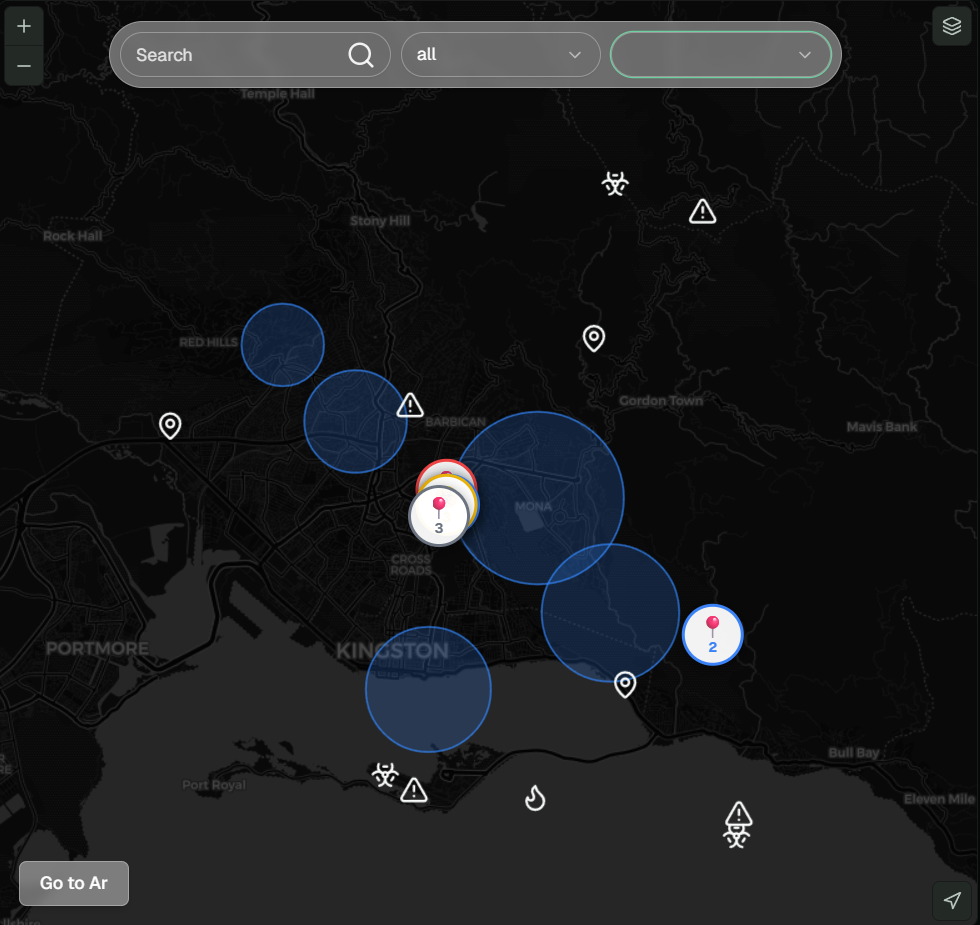 +
Search
all
−
Temple Hall
Stony Hill
Rock Hall
RED HILLS
Gordon Town
BARBICAN
Mavis Bank
MONA
3
CROSS
ROADS
2
PORTMORE
KINGSTON
Bull Bay
Port Royal
Eleven Mile
Go to Ar